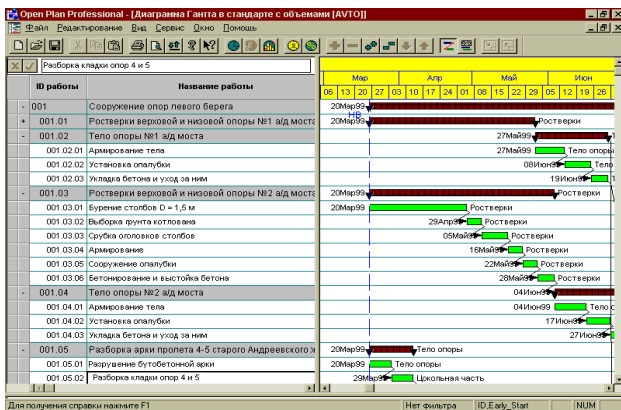 Open Plan Professional - [Диаграмма Гантта в стандарте с объемами [AVTO]]
Файл Редактирование Вид Сервис Окно Помощь
Разборка кладки опор 4 и 5
ID работы Название работы
Мар Апр Май Июн
06 13 20 27 03 10 17 24 01 08 15 22 29 05 12 19 26
- 001 Сооружение опор левого берега 20Мар99
НВ
+ 001.01 Ростверки верховой и низовой опоры №1 а/д моста 20Мар99 Ростверки
- 001.02 Тело опоры №1 а/д моста 27Май99
001.02.01 Армирование тела 27Май99 Тело опоры
001.02.02 Установка опалубки 08Июн99 Тело
001.02.03 Укладка бетона и уход за ним 19Июн99
- 001.03 Ростверки верховой и низовой опоры №2 а/д моста 20Мар99 Ростверки
001.03.01 Бурение столбов D = 1,5 м 20Мар99 Ростверки
001.03.02 Выборка грунта котлована 29Апр99 Ростверки
001.03.03 Срубка оголовков столбов 05Май99 Ростверки
001.03.04 Армирование 16Май99 Ростверки
001.03.05 Сооружение опалубки 22Май99 Ростверки
001.03.06 Бетонирование и выстойка бетона 28Май99 Ростверки
- 001.04 Тело опоры №2 а/д моста 04Июн99
001.04.01 Армирование тела 04Июн99 Тело
001.04.02 Установка опалубки 17Июн99
001.04.03 Укладка бетона и уход за ним 27Июн
- 001.05 Разборка арки пролета 4-5 старого Андреевского 20Мар99 Тело опоры
001.05.01 Разрушение бутобетонной арки 20Мар99 Тело опоры
001.05.02 Разборка кладки опор 4 и 5 29Мар99 Цокольная часть
Для получения справки нажмите F1 Нет фильтра ID,Early_Start NUM